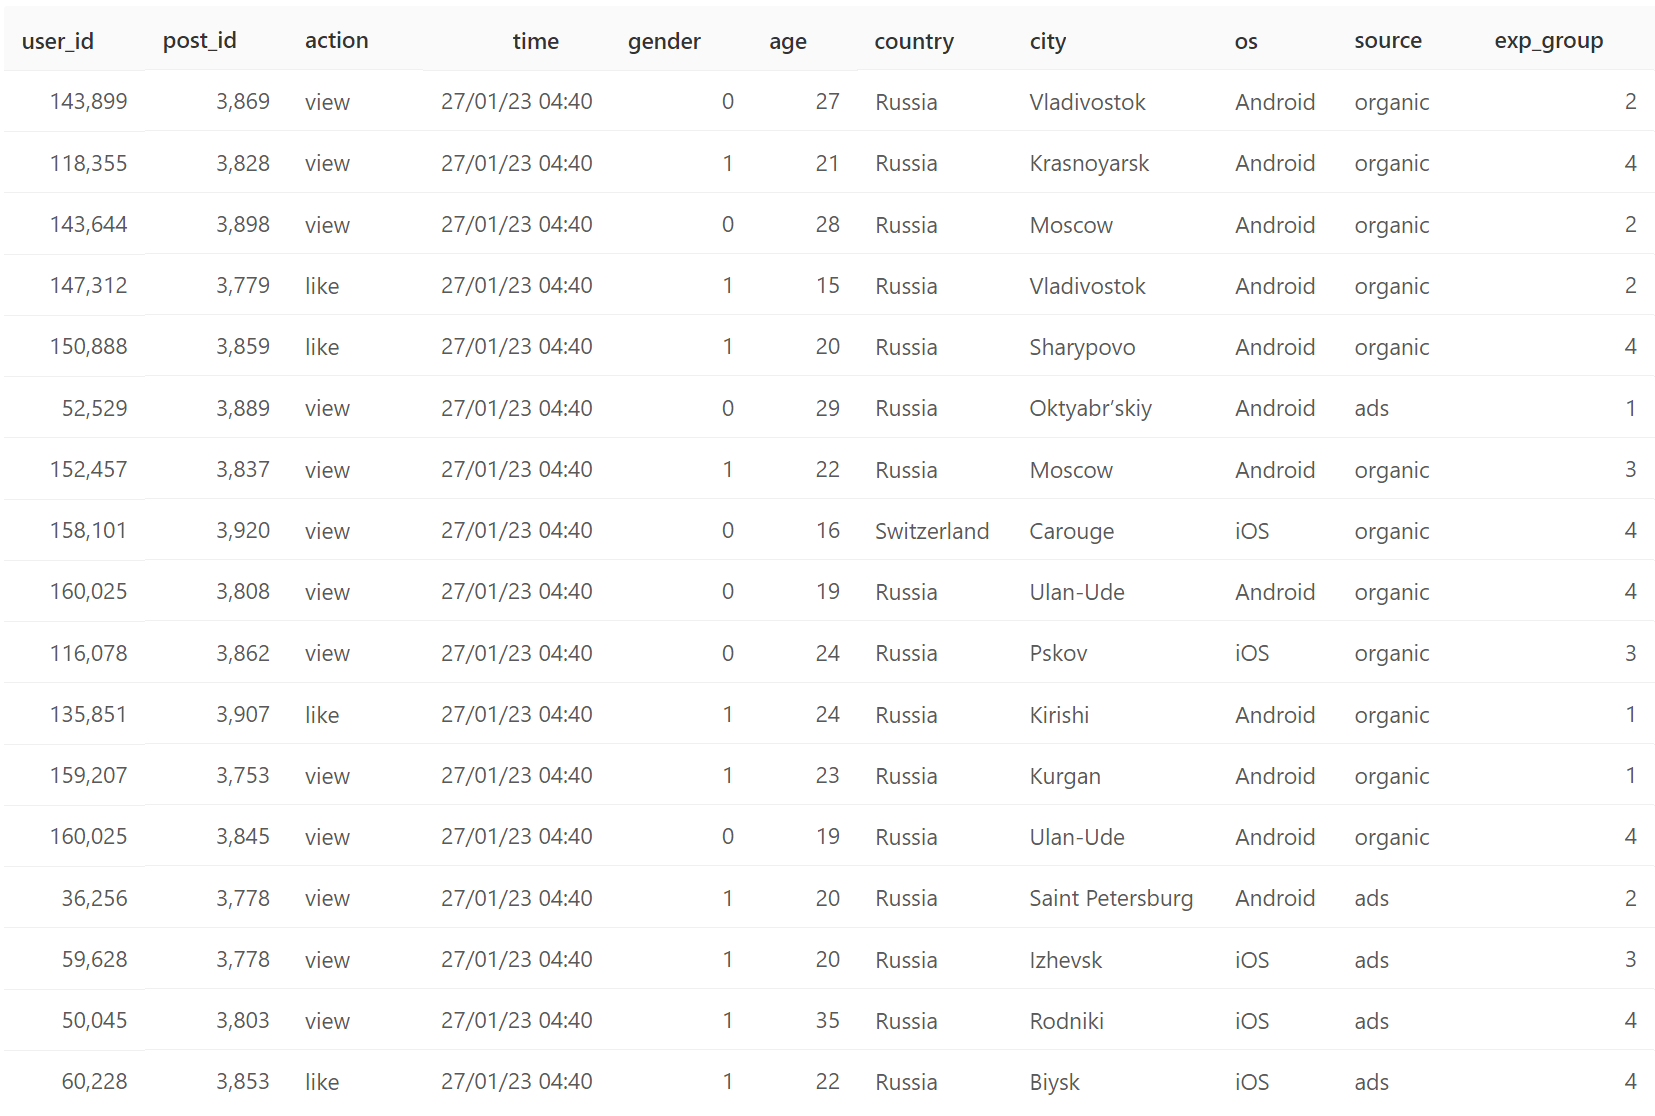 user_id post_id action time gender age country city os source exp_group
143,899 3,869 view 27/01/23 04:40 0 27 Russia Vladivostok Android organic 2
118,355 3,828 view 27/01/23 04:40 1 21 Russia Krasnoyarsk Android organic 4
143,644 3,898 view 27/01/23 04:40 0 28 Russia Moscow Android organic 2
147,312 3,779 like 27/01/23 04:40 1 15 Russia Vladivostok Android organic 2
150,888 3,859 like 27/01/23 04:40 1 20 Russia Sharypovo Android organic 4
52,529 3,889 view 27/01/23 04:40 0 29 Russia Oktyabr’skiy Android ads 1
152,457 3,837 view 27/01/23 04:40 1 22 Russia Moscow Android organic 3
158,101 3,920 view 27/01/23 04:40 0 16 Switzerland Carouge iOS organic 4
160,025 3,808 view 27/01/23 04:40 0 19 Russia Ulan-Ude Android organic 4
116,078 3,862 view 27/01/23 04:40 0 24 Russia Pskov iOS organic 3
135,851 3,907 like 27/01/23 04:40 1 24 Russia Kirishi Android organic 1
159,207 3,753 view 27/01/23 04:40 1 23 Russia Kurgan Android organic 1
160,025 3,845 view 27/01/23 04:40 0 19 Russia Ulan-Ude Android organic 4
36,256 3,778 view 27/01/23 04:40 1 20 Russia Saint Petersburg Android ads 2
59,628 3,778 view 27/01/23 04:40 1 20 Russia Izhevsk iOS ads 3
50,045 3,803 view 27/01/23 04:40 1 35 Russia Rodniki iOS ads 4
60,228 3,853 like 27/01/23 04:40 1 22 Russia Biysk iOS ads 4